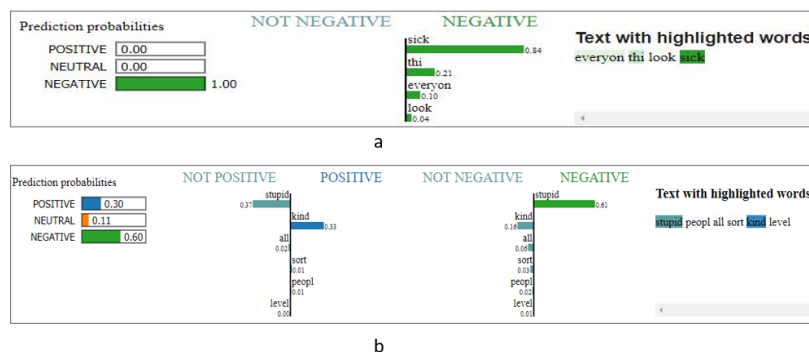 Prediction probabilities
POSITIVE 0.00
NEUTRAL 0.00
NEGATIVE 1.00
NOT NEGATIVE NEGATIVE
sick
0.84
thi
0.21
everyon
0.10
look
0.04
Text with highlighted words
everyon thi look sick
a
Prediction probabilities
POSITIVE 0.30
NEUTRAL 0.11
NEGATIVE 0.60
NOT POSITIVE POSITIVE
stupid
0.37
kind
0.33
all
0.02
sort
0.01
peopl
0.01
level
0.00
NOT NEGATIVE NEGATIVE
stupid
0.61
kind
0.16
all
0.06
sort
0.03
peopl
0.02
level
0.01
Text with highlighted words
stupid peopl all sort kind level
b